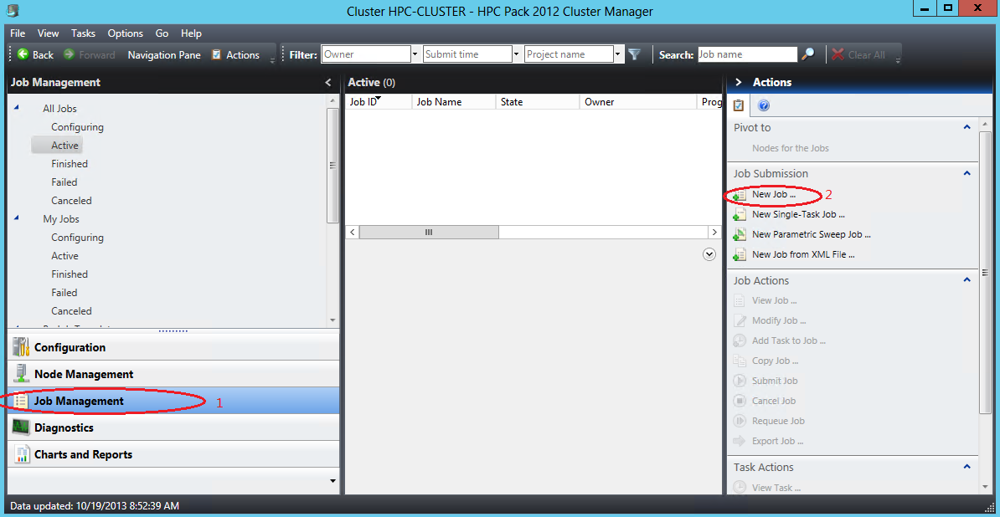 Cluster HPC-CLUSTER - HPC Pack 2012 Cluster Manager
File View Tasks Options Go Help
Back Forward Navigation Pane Actions Filter: Owner Submit time Project name Search: Job name Clear All
Job Management
All Jobs
Configuring
Active
Finished
Failed
Canceled
My Jobs
Configuring
Active
Finished
Failed
Canceled
Configuration
Node Management
Job Management 1
Diagnostics
Charts and Reports
Active (0)
Job ID Job Name State Owner Prog
Actions
Pivot to
Nodes for the Jobs
Job Submission
New Job ... 2
New Single-Task Job ...
New Parametric Sweep Job ...
New Job from XML File ...
Job Actions
View Job ...
Modify Job ...
Add Task to Job ...
Copy Job ...
Submit Job
Cancel Job
Requeue Job
Export Job ...
Task Actions
View Task ...
Data updated: 10/19/2013 8:52:39 AM